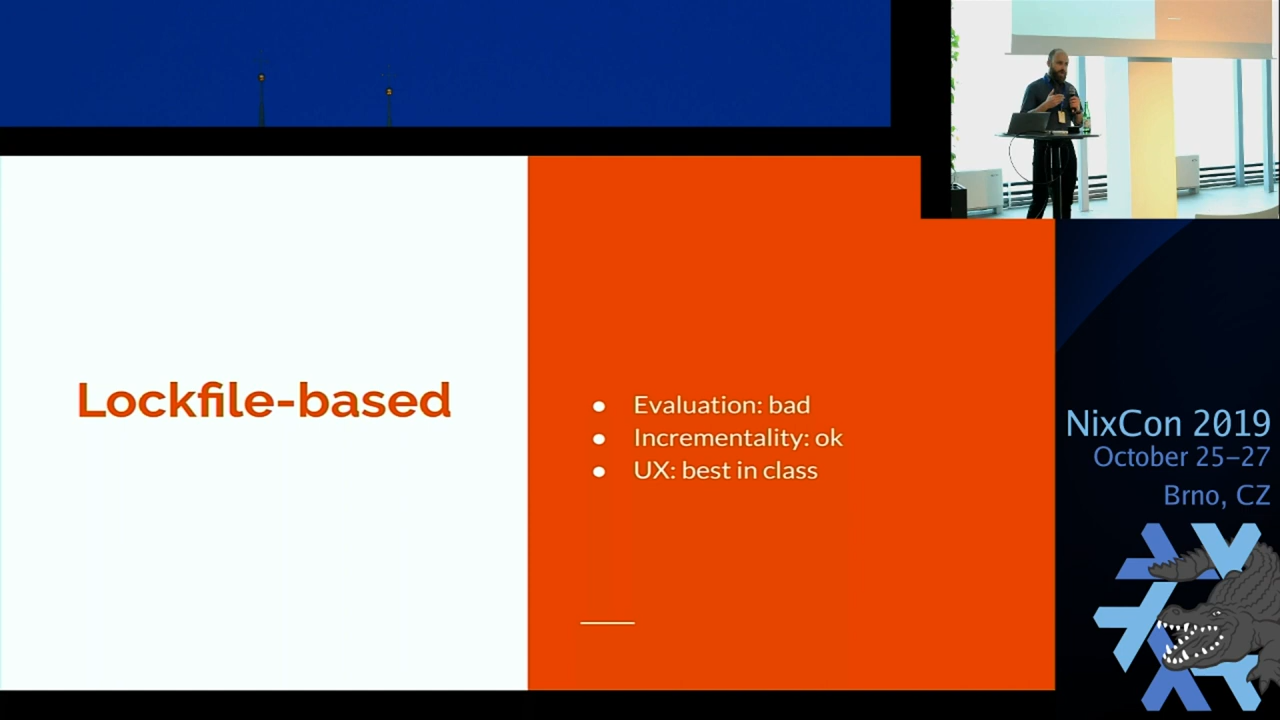 Lockfile-based
● Evaluation: bad
● Incrementality: ok
● UX: best in class
NixCon 2019
October 25–27
Brno, CZ